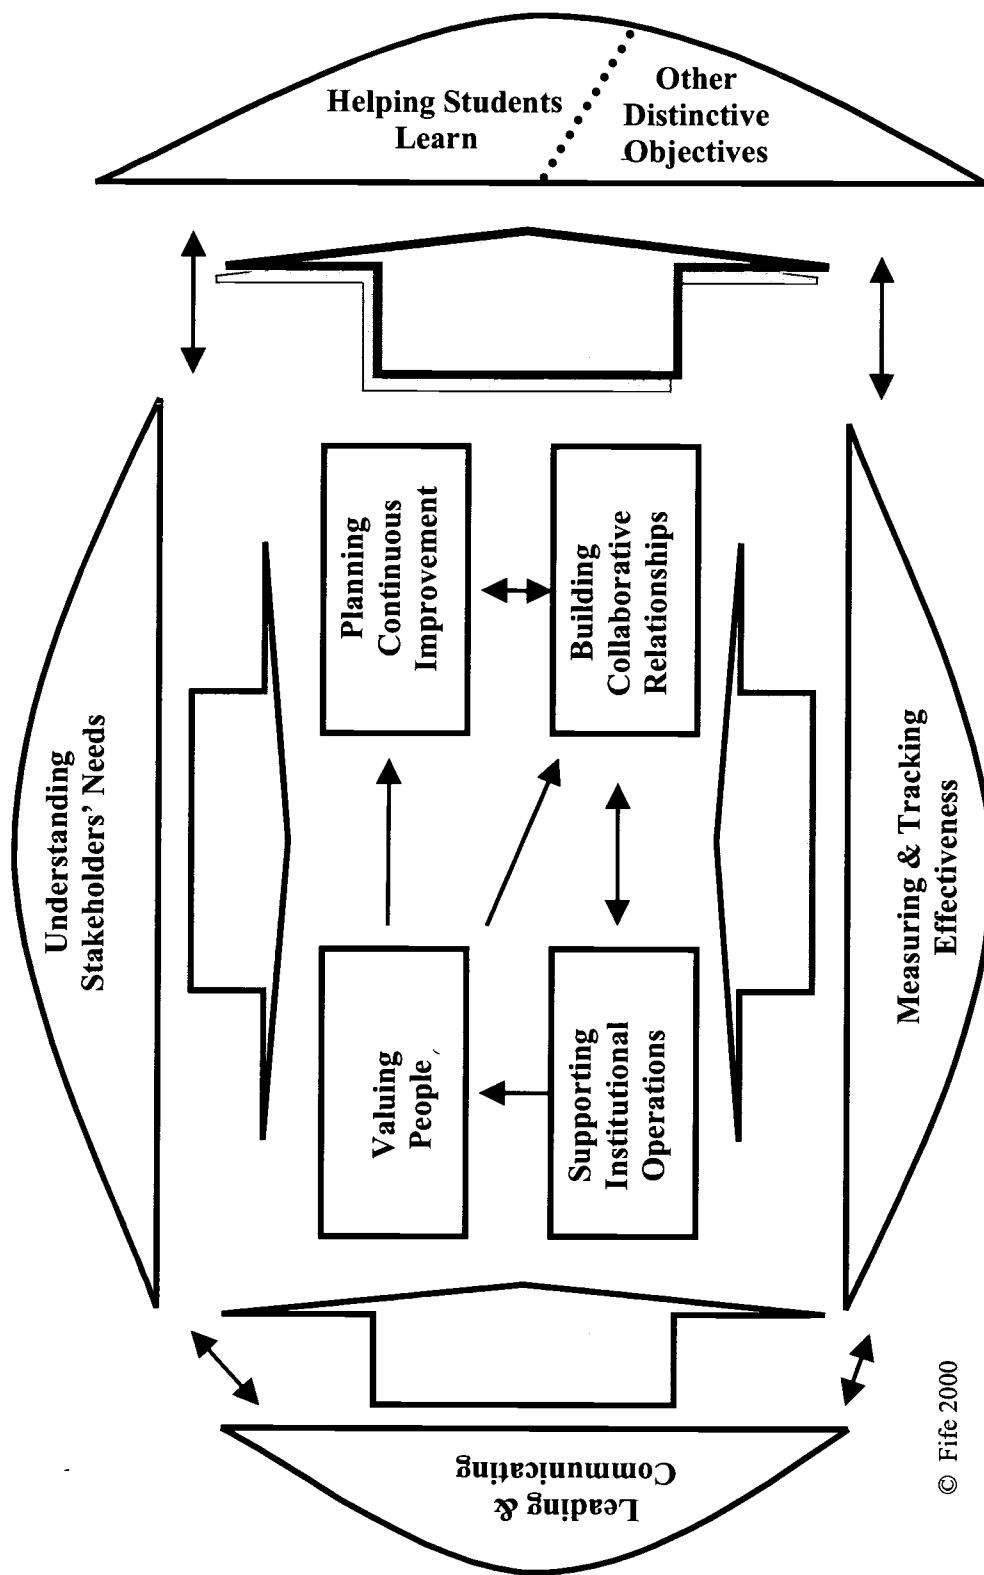 Helping Students
Learn
Other
Distinctive
Objectives
Understanding
Stakeholders' Needs
Planning
Continuous
Improvement
Building
Collaborative
Relationships
Valuing
People
Supporting
Institutional
Operations
Measuring & Tracking
Effectiveness
Leading &
Communicating
© Fife 2000